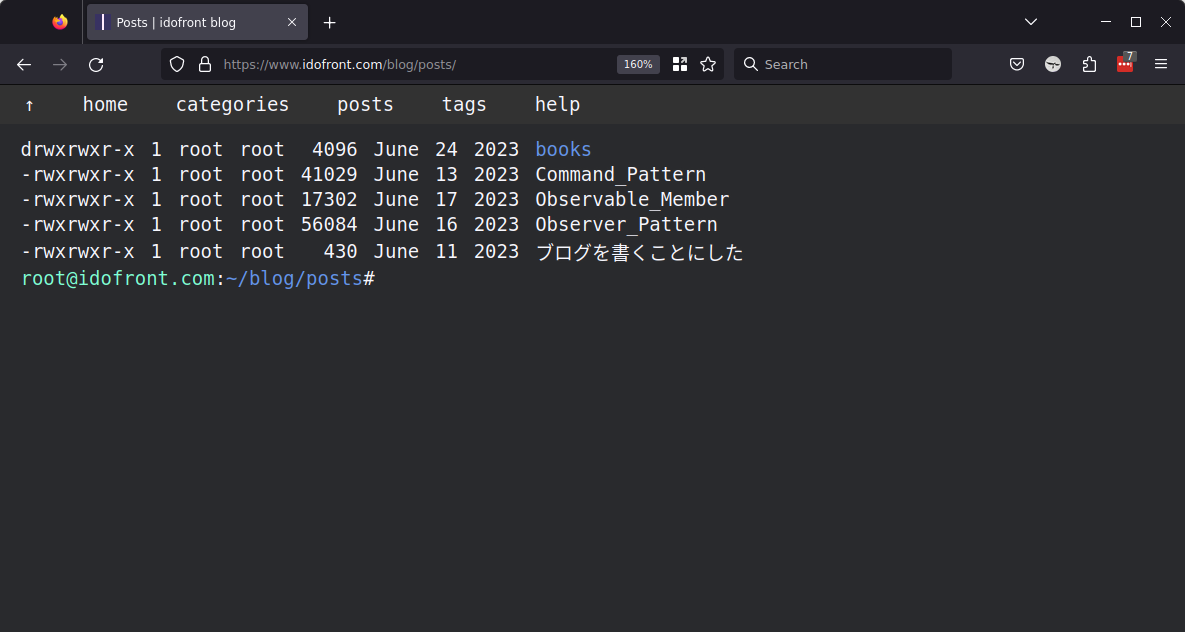 Posts | idofront blog
https://www.idofront.com/blog/posts/
160%
Search
7
↑ home categories posts tags help
drwxrwxr-x 1 root root 4096 June 24 2023 books
-rwxrwxr-x 1 root root 41029 June 13 2023 Command_Pattern
-rwxrwxr-x 1 root root 17302 June 17 2023 Observable_Member
-rwxrwxr-x 1 root root 56084 June 16 2023 Observer_Pattern
-rwxrwxr-x 1 root root 430 June 11 2023 ブログを書くことにした
root@idofront.com:~/blog/posts#